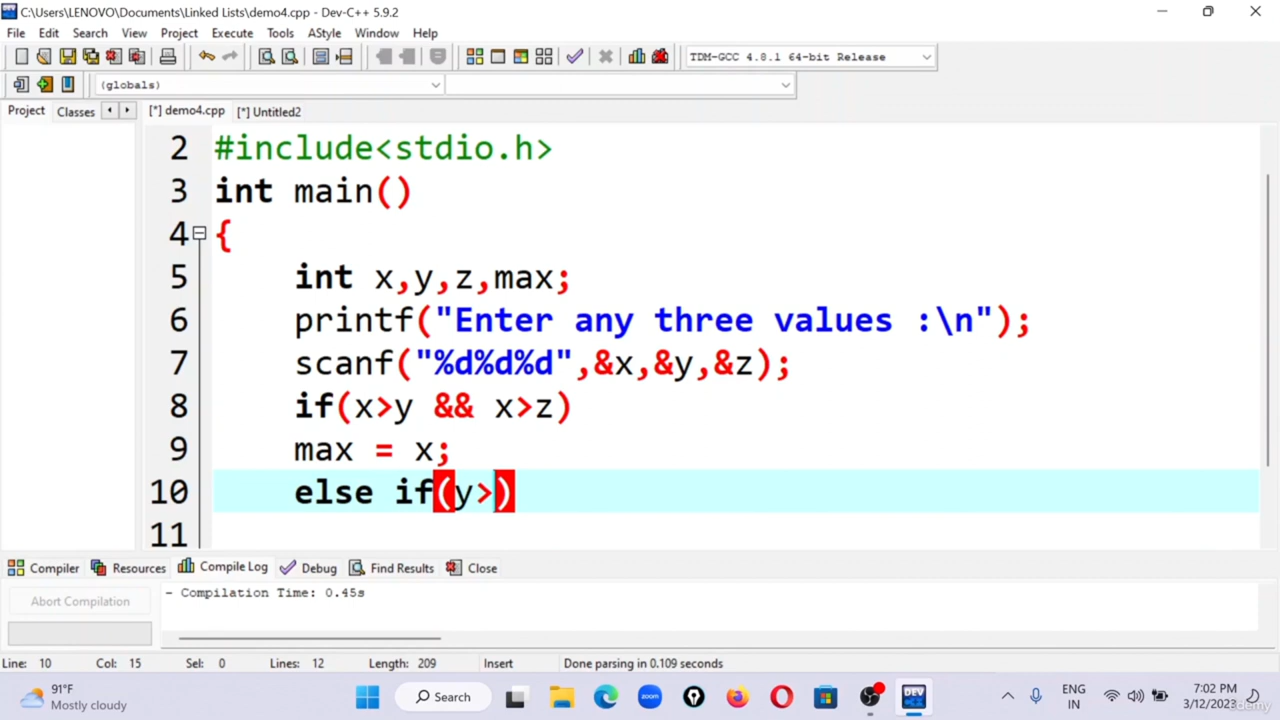 C:\Users\LENOVO\Documents\Linked Lists\demo4.cpp - Dev-C++ 5.9.2
File Edit Search View Project Execute Tools AStyle Window Help
TDM-GCC 4.8.1 64-bit Release
(globals)
Project Classes [*] demo4.cpp [*] Untitled2
2 #include<stdio.h>
3 int main()
4 {
5 int x,y,z,max;
6 printf("Enter any three values :\n");
7 scanf("%d%d%d",&x,&y,&z);
8 if(x>y && x>z)
9 max = x;
10 else if(y>)
11
Compiler Resources Compile Log Debug Find Results Close
- Compilation Time: 0.45s
Abort Compilation
Line: 10 Col: 15 Sel: 0 Lines: 12 Length: 209 Insert Done parsing in 0.109 seconds
91°F
Mostly cloudy
Search
zoom
DEV
ENG
IN
7:02 PM
3/12/2023
Udemy